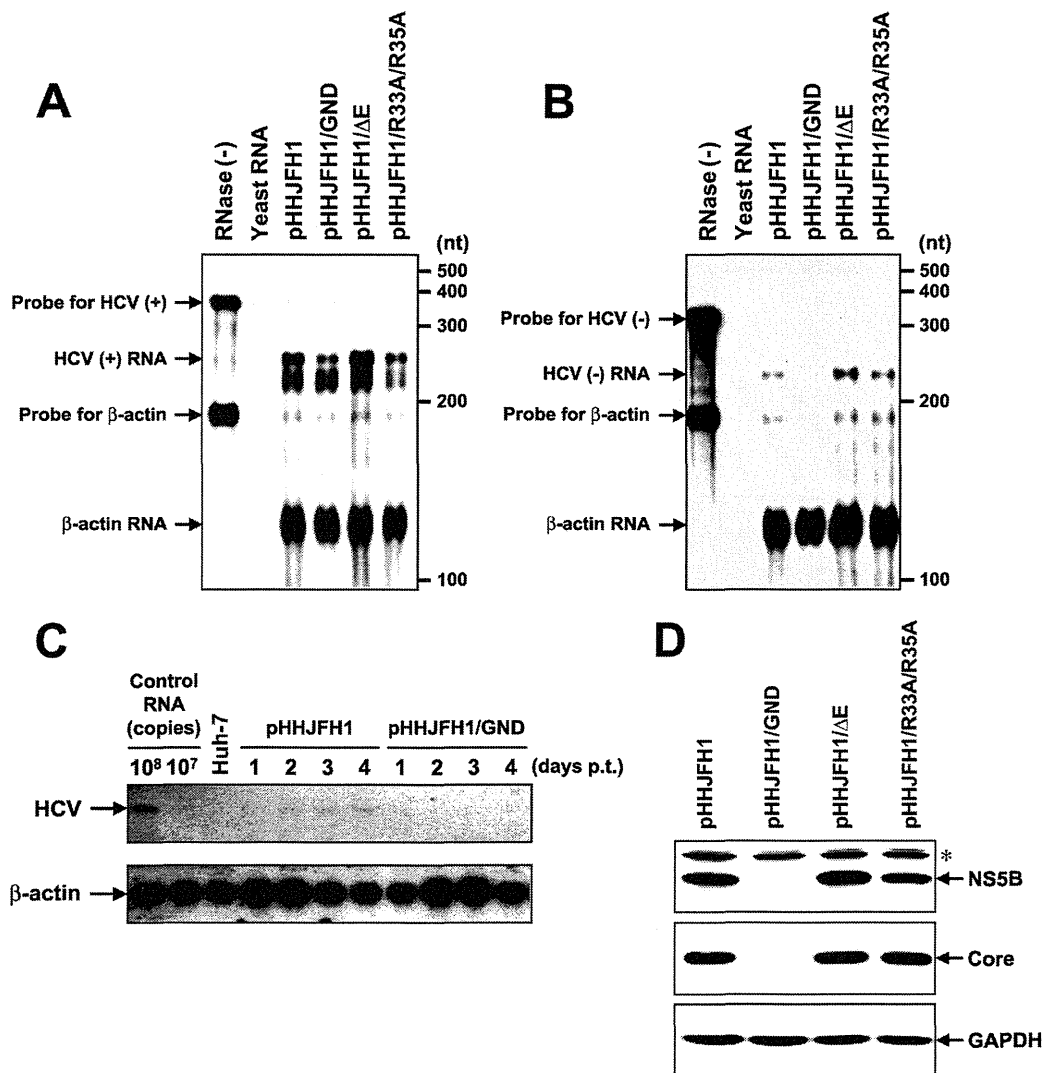 A
RNase (-)
Yeast RNA
pHHJFH1
pHHJFH1/GND
pHHJFH1/ΔE
pHHJFH1/R33A/R35A
(nt)
500
400
300
200
100
Probe for HCV (+)
HCV (+) RNA
Probe for β-actin
β-actin RNA
B
RNase (-)
Yeast RNA
pHHJFH1
pHHJFH1/GND
pHHJFH1/ΔE
pHHJFH1/R33A/R35A
(nt)
500
400
300
200
100
Probe for HCV (-)
HCV (-) RNA
Probe for β-actin
β-actin RNA
C
Control
RNA
(copies)
Huh-7
pHHJFH1
pHHJFH1/GND
10⁸ 10⁷ 1 2 3 4 1 2 3 4 (days p.t.)
HCV
β-actin
D
pHHJFH1
pHHJFH1/GND
pHHJFH1/ΔE
pHHJFH1/R33A/R35A
*
NS5B
Core
GAPDH